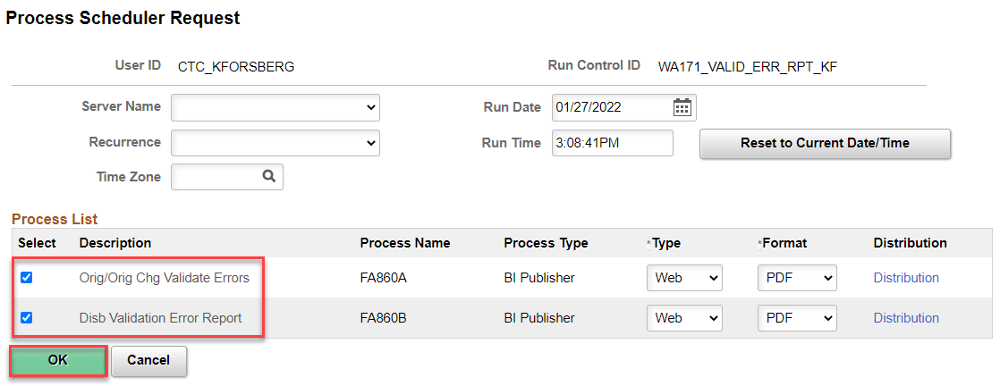 Process Scheduler Request
User ID CTC_KFORSBERG Run Control ID WA171_VALID_ERR_RPT_KF
Server Name Run Date 01/27/2022
Recurrence Run Time 3:08:41PM Reset to Current Date/Time
Time Zone
Process List
Select Description Process Name Process Type *Type *Format Distribution
Orig/Orig Chg Validate Errors FA860A BI Publisher Web PDF Distribution
Disb Validation Error Report FA860B BI Publisher Web PDF Distribution
OK Cancel